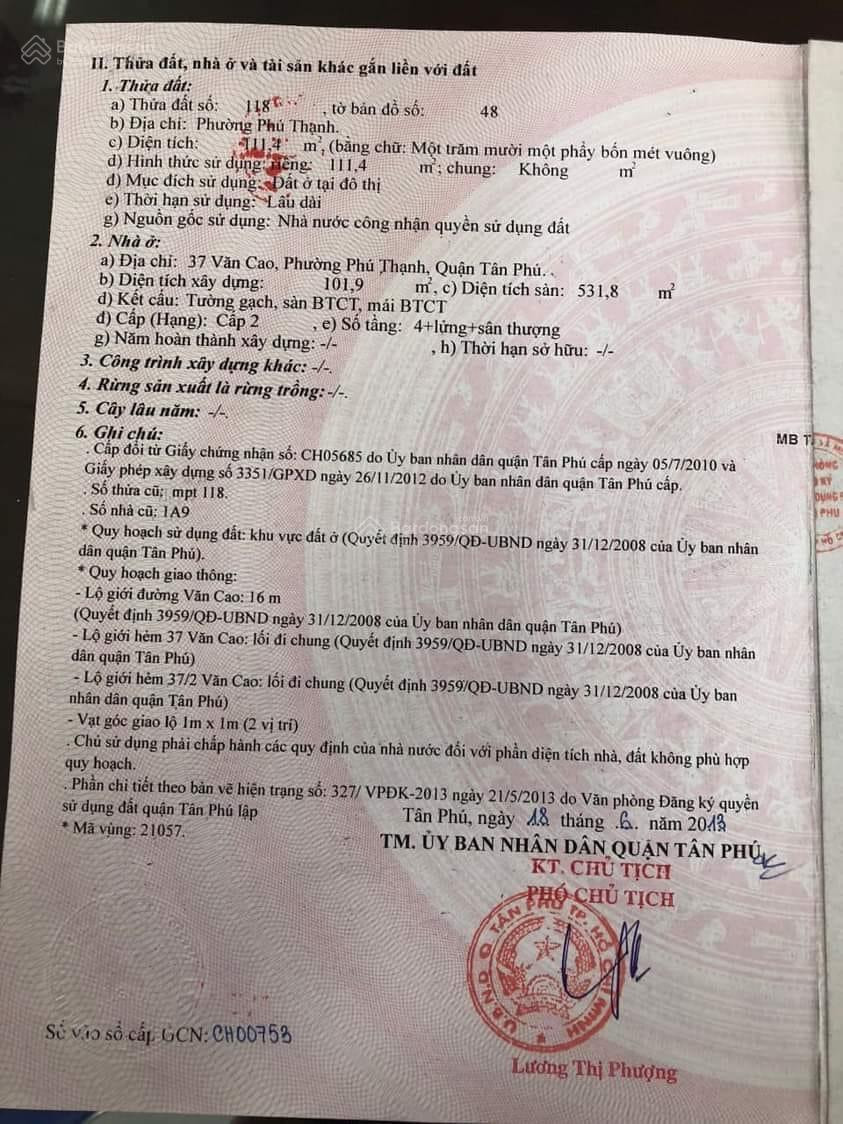 II. Thửa đất, nhà ở và tài sản khác gắn liền với đất
1. Thửa đất:
a) Thửa đất số: 118 , tờ bản đồ số: 48
b) Địa chỉ: Phường Phú Thạnh.
c) Diện tích: 111,4 m², (bằng chữ: Một trăm mười một phẩy bốn mét vuông)
d) Hình thức sử dụng: riêng: 111,4 m²; chung: Không m²
đ) Mục đích sử dụng: Đất ở tại đô thị
e) Thời hạn sử dụng: Lâu dài
g) Nguồn gốc sử dụng: Nhà nước công nhận quyền sử dụng đất
2. Nhà ở:
a) Địa chỉ: 37 Văn Cao, Phường Phú Thạnh, Quận Tân Phú.
b) Diện tích xây dựng: 101,9 m², c) Diện tích sàn: 531,8 m²
d) Kết cấu: Tường gạch, sàn BTCT, mái BTCT
đ) Cấp (Hạng): Cấp 2 , e) Số tầng: 4+lửng+sân thượng
g) Năm hoàn thành xây dựng: -/- , h) Thời hạn sở hữu: -/-
3. Công trình xây dựng khác: -/-.
4. Rừng sản xuất là rừng trồng: -/-.
5. Cây lâu năm: -/-.
6. Ghi chú:
. Cấp đổi từ Giấy chứng nhận số: CH05685 do Ủy ban nhân dân quận Tân Phú cấp ngày 05/7/2010 và
Giấy phép xây dựng số 3351/GPXD ngày 26/11/2012 do Ủy ban nhân dân quận Tân Phú cấp.
. Số thửa cũ: mpt 118.
. Số nhà cũ: 1A9
* Quy hoạch sử dụng đất: khu vực đất ở (Quyết định 3959/QĐ-UBND ngày 31/12/2008 của Ủy ban nhân
dân quận Tân Phú).
* Quy hoạch giao thông:
- Lộ giới đường Văn Cao: 16 m
(Quyết định 3959/QĐ-UBND ngày 31/12/2008 của Ủy ban nhân dân quận Tân Phú)
- Lộ giới hẻm 37 Văn Cao: lối đi chung (Quyết định 3959/QĐ-UBND ngày 31/12/2008 của Ủy ban nhân
dân quận Tân Phú)
- Lộ giới hẻm 37/2 Văn Cao: lối đi chung (Quyết định 3959/QĐ-UBND ngày 31/12/2008 của Ủy ban
nhân dân quận Tân Phú)
- Vạt góc giao lộ 1m x 1m (2 vị trí)
. Chủ sử dụng phải chấp hành các quy định của nhà nước đối với phần diện tích nhà, đất không phù hợp
quy hoạch.
. Phần chi tiết theo bản vẽ hiện trạng số: 327/ VPĐK-2013 ngày 21/5/2013 do Văn phòng Đăng ký quyền
sử dụng đất quận Tân Phú lập
* Mã vùng: 21057.
Tân Phú, ngày 18 tháng 6 năm 2013
TM. ỦY BAN NHÂN DÂN QUẬN TÂN PHÚ
KT. CHỦ TỊCH
PHÓ CHỦ TỊCH
U.B.N.D Q. TÂN PHÚ TP. HỒ CHÍ MINH
Lương Thị Phượng
Số vào sổ cấp GCN: CH00753
MB T
Batdongsan